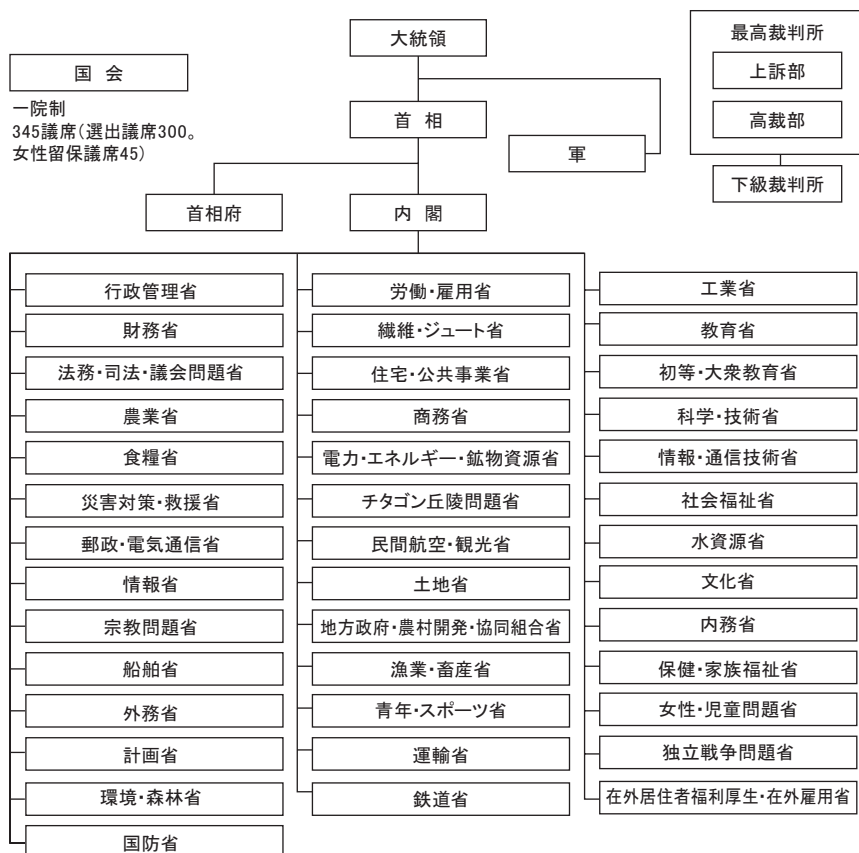 大統領
国 会
一院制
345議席(選出議席300。
女性留保議席45)
首 相
軍
最高裁判所
上訴部
高裁部
下級裁判所
首相府
内 閣
行政管理省
財務省
法務・司法・議会問題省
農業省
食糧省
災害対策・救援省
郵政・電気通信省
情報省
宗教問題省
船舶省
外務省
計画省
環境・森林省
国防省
労働・雇用省
繊維・ジュート省
住宅・公共事業省
商務省
電力・エネルギー・鉱物資源省
チタゴン丘陵問題省
民間航空・観光省
土地省
地方政府・農村開発・協同組合省
漁業・畜産省
青年・スポーツ省
運輸省
鉄道省
工業省
教育省
初等・大衆教育省
科学・技術省
情報・通信技術省
社会福祉省
水資源省
文化省
内務省
保健・家族福祉省
女性・児童問題省
独立戦争問題省
在外居住者福利厚生・在外雇用省